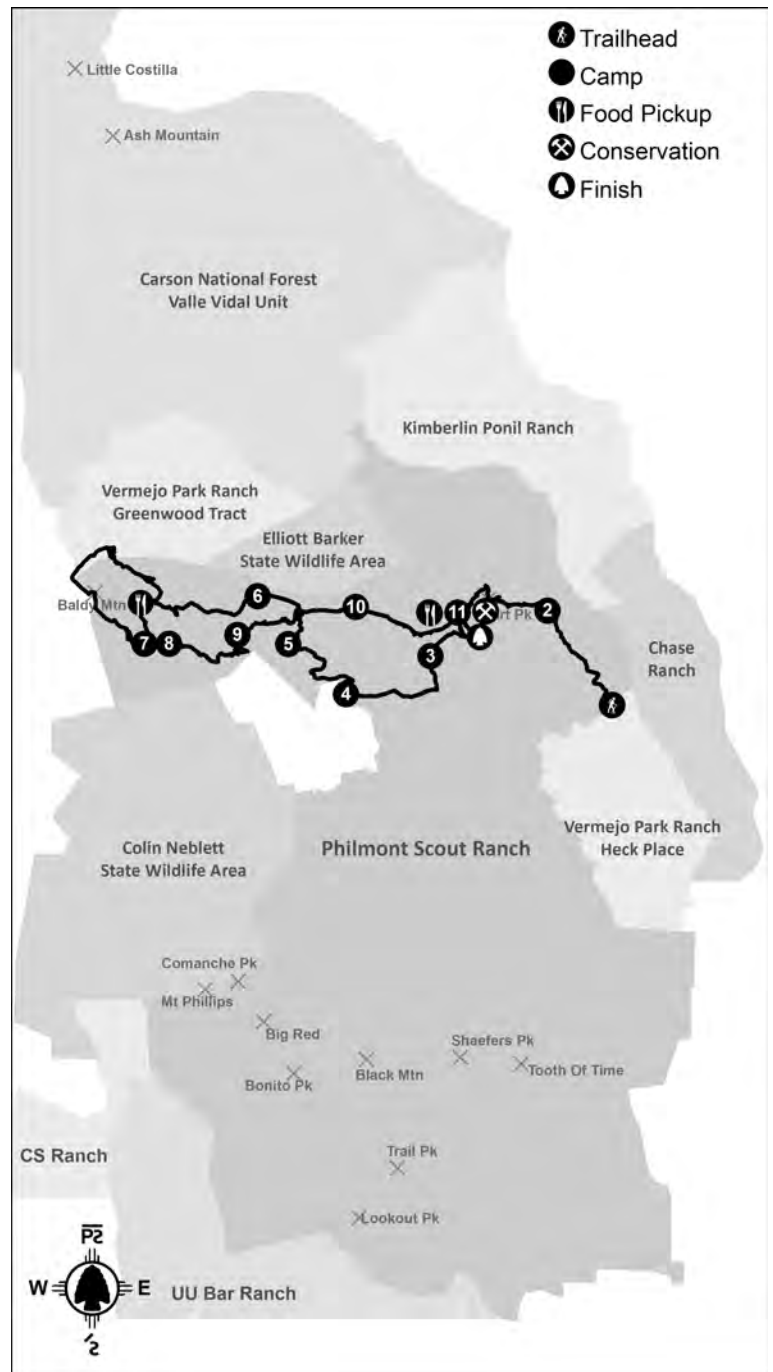 Trailhead
Camp
Food Pickup
Conservation
Finish
Little Costilla
Ash Mountain
Carson National Forest
Valle Vidal Unit
Kimberlin Ponil Ranch
Vermejo Park Ranch
Greenwood Tract
Elliott Barker
State Wildlife Area
Baldy Mtn
6
10
11
2
7
8
9
5
3
4
Chase
Ranch
Vermejo Park Ranch
Heck Place
Colin Neblett
State Wildlife Area
Philmont Scout Ranch
Comanche Pk
Mt Phillips
Big Red
Bonito Pk
Black Mtn
Shaefers Pk
Tooth Of Time
Trail Pk
Lookout Pk
CS Ranch
UU Bar Ranch
W
E